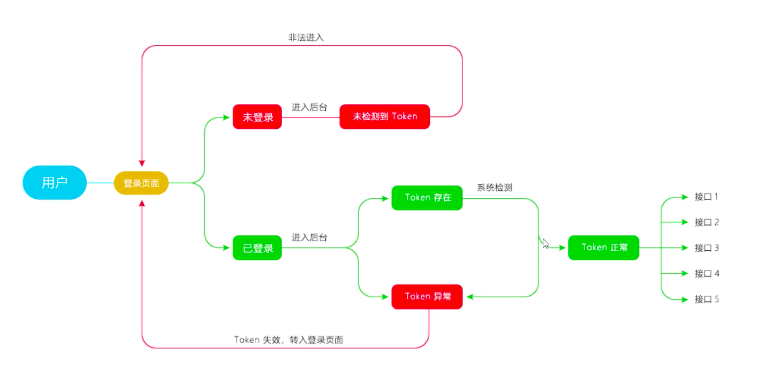 非法进入
未登录
进入后台
未检测到 Token
用户
登录页面
Token 存在
系统检测
已登录
进入后台
Token 正常
接口 1
接口 2
接口 3
接口 4
接口 5
Token 异常
Token 失效，转入登录页面